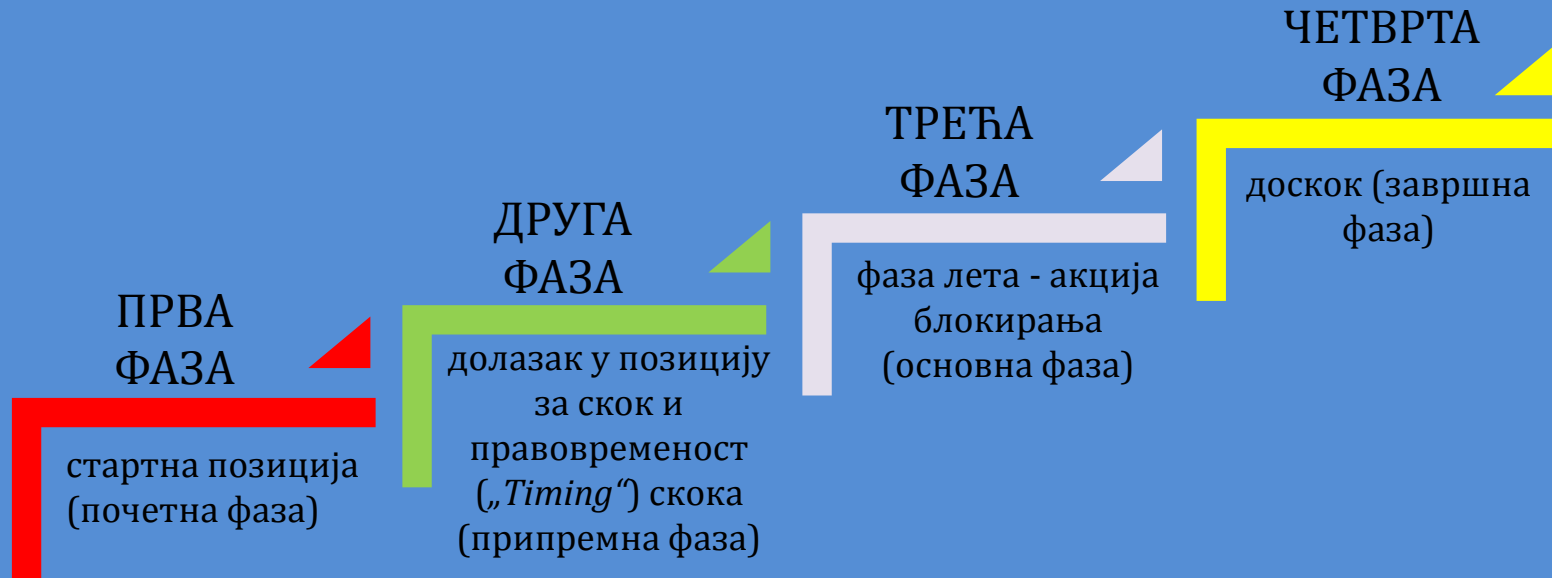 ПРВА
ФАЗА
стартна позиција
(почетна фаза)
ДРУГА
ФАЗА
долазак у позицију
за скок и
правовременост
(„Timing“) скока
(припремна фаза)
ТРЕЋА
ФАЗА
фаза лета - акција
блокирања
(основна фаза)
ЧЕТВРТА
ФАЗА
доскок (завршна
фаза)